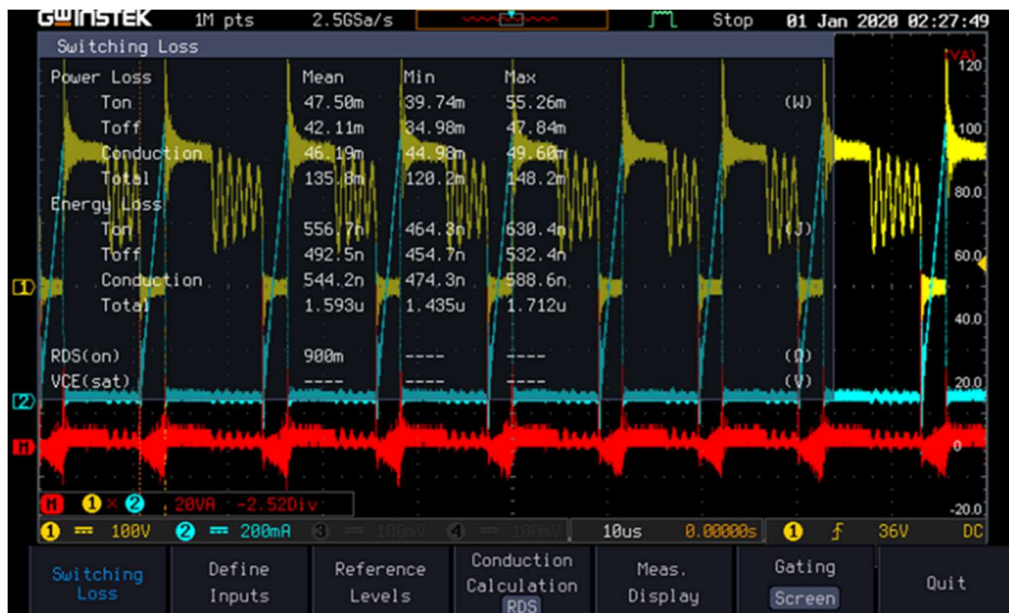 GWINSTEK 1M pts 2.5GSa/s Stop 01 Jan 2020 02:27:49
Switching Loss
(VA)
120
Power Loss Mean Min Max
Ton 47.50m 39.74m 55.26m (W)
Toff 42.11m 34.98m 47.84m
100
Conduction 46.19m 44.98m 49.60m
Total 135.8m 120.2m 148.2m
80.0
Energy Loss
Ton 556.7n 464.3n 630.4n (J)
Toff 492.5n 454.7n 532.4n
60.0
Conduction 544.2n 474.3n 588.6n
1
Total 1.593u 1.435u 1.712u
40.0
RDS(on) 900m ---- ---- (Ω)
VCE(sat) ---- ---- ---- (V)
20.0
2
M
0
M 1 × 2 20VA -2.52Div
-20.0
1 100V 2 200mA 3 100mV 4 100mV 10us 0.00000s 1 36V DC
Switching Loss
Define Inputs
Reference Levels
Conduction Calculation
RDS
Meas. Display
Gating
Screen
Quit